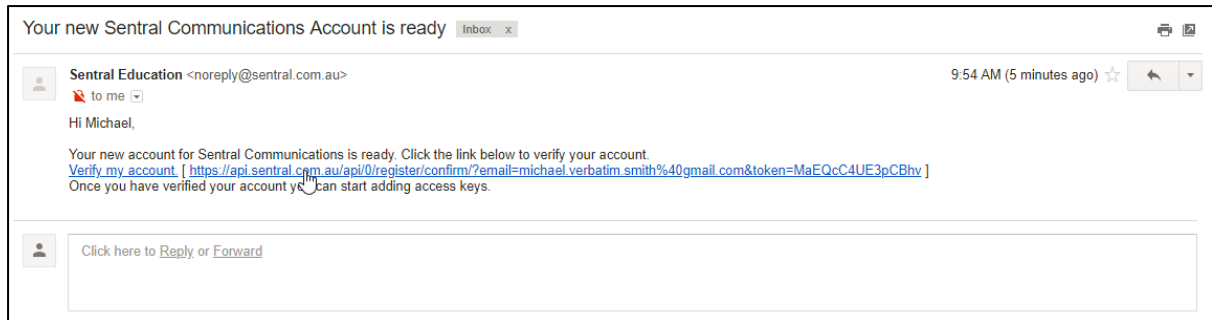 Your new Sentral Communications Account is ready Inbox x
Sentral Education <noreply@sentral.com.au> 9:54 AM (5 minutes ago)
to me
Hi Michael,
Your new account for Sentral Communications is ready. Click the link below to verify your account.
Verify my account. [ https://api.sentral.com.au/api/0/register/confirm/?email=michael.verbatim.smith%40gmail.com&token=MaEQcC4UE3pCBhv ]
Once you have verified your account you can start adding access keys.
Click here to Reply or Forward